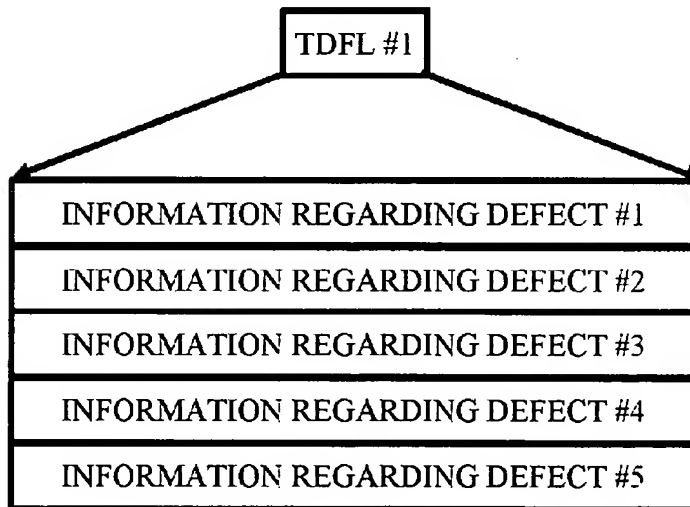 TDFL #1
INFORMATION REGARDING DEFECT #1
INFORMATION REGARDING DEFECT #2
INFORMATION REGARDING DEFECT #3
INFORMATION REGARDING DEFECT #4
INFORMATION REGARDING DEFECT #5